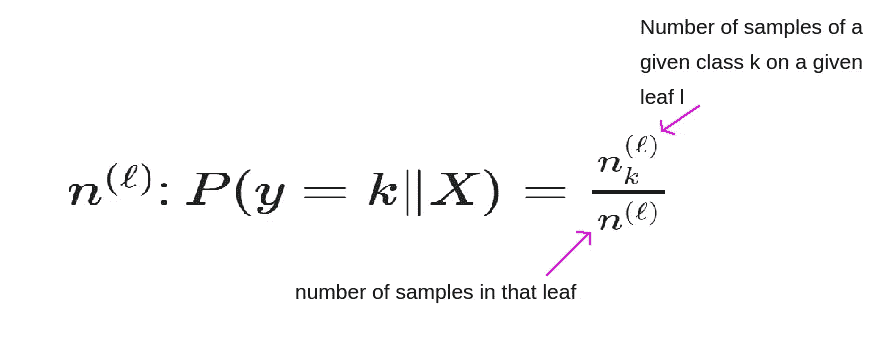 Number of samples of a
given class k on a given
leaf l
n^(ℓ): P(y = k||X) = n_k^(ℓ) / n^(ℓ)
number of samples in that leaf